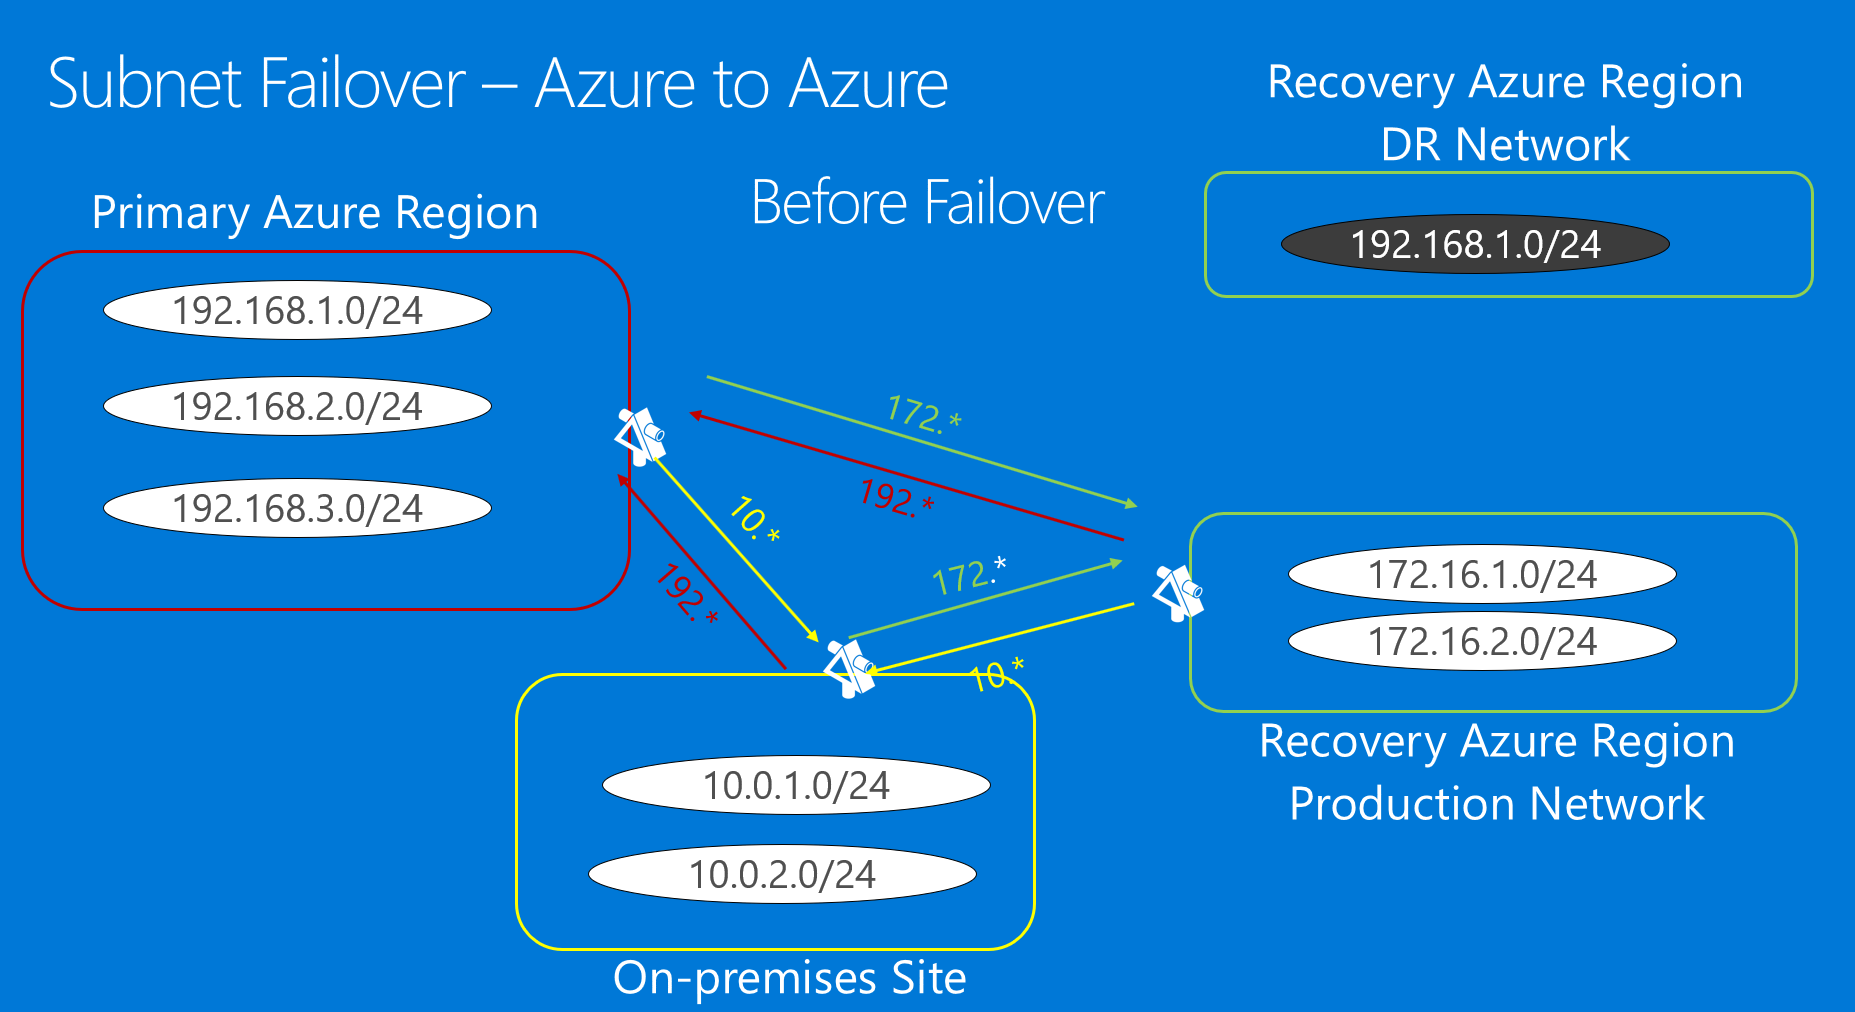 Subnet Failover – Azure to Azure
Before Failover
Primary Azure Region
192.168.1.0/24
192.168.2.0/24
192.168.3.0/24
Recovery Azure Region
DR Network
192.168.1.0/24
172.*
192.*
10.*
192.*
172.*
10.*
172.16.1.0/24
172.16.2.0/24
Recovery Azure Region
Production Network
10.0.1.0/24
10.0.2.0/24
On-premises Site